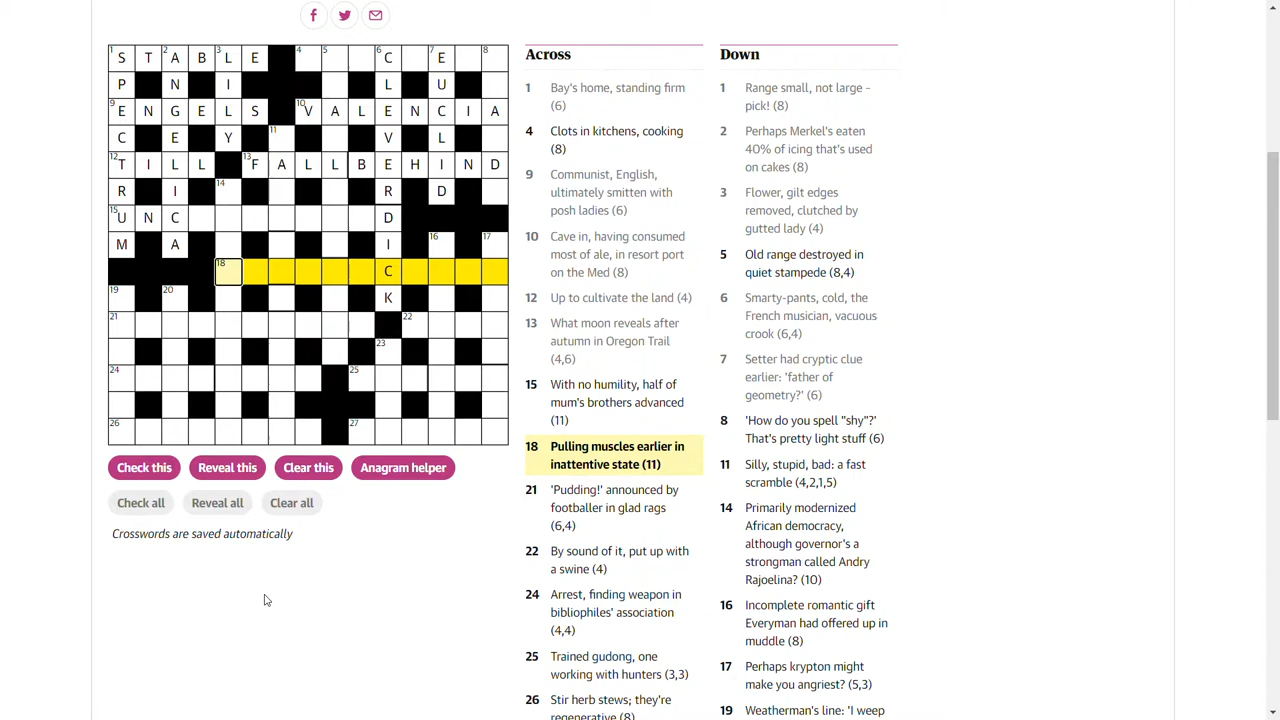 1 S T 2 A B 3 L E 4 5 6 C 7 E 8
P N I L U
9 E N G E L S 10 V A L E N C I A
C E Y 11 V L
12 T I L L 13 F A L L B E H I N D
R I 14 R D
15 U N C D
M A I 16 17
18 C
19 20 K
21 22
23
24 25
26 27
Check this Reveal this Clear this Anagram helper
Check all Reveal all Clear all
Crosswords are saved automatically
Across
1 Bay's home, standing firm
(6)
4 Clots in kitchens, cooking
(8)
9 Communist, English,
ultimately smitten with
posh ladies (6)
10 Cave in, having consumed
most of ale, in resort port
on the Med (8)
12 Up to cultivate the land (4)
13 What moon reveals after
autumn in Oregon Trail
(4,6)
15 With no humility, half of
mum's brothers advanced
(11)
18 Pulling muscles earlier in
inattentive state (11)
21 'Pudding!' announced by
footballer in glad rags
(6,4)
22 By sound of it, put up with
a swine (4)
24 Arrest, finding weapon in
bibliophiles' association
(4,4)
25 Trained gudong, one
working with hunters (3,3)
26 Stir herb stews; they're
regenerative (8)
Down
1 Range small, not large –
pick! (8)
2 Perhaps Merkel's eaten
40% of icing that's used
on cakes (8)
3 Flower, gilt edges
removed, clutched by
gutted lady (4)
5 Old range destroyed in
quiet stampede (8,4)
6 Smarty-pants, cold, the
French musician, vacuous
crook (6,4)
7 Setter had cryptic clue
earlier: 'father of
geometry?' (6)
8 'How do you spell "shy"?'
That's pretty light stuff (6)
11 Silly, stupid, bad: a fast
scramble (4,2,1,5)
14 Primarily modernized
African democracy,
although governor's a
strongman called Andry
Rajoelina? (10)
16 Incomplete romantic gift
Everyman had offered up in
muddle (8)
17 Perhaps krypton might
make you angriest? (5,3)
19 Weatherman's line: 'I weep